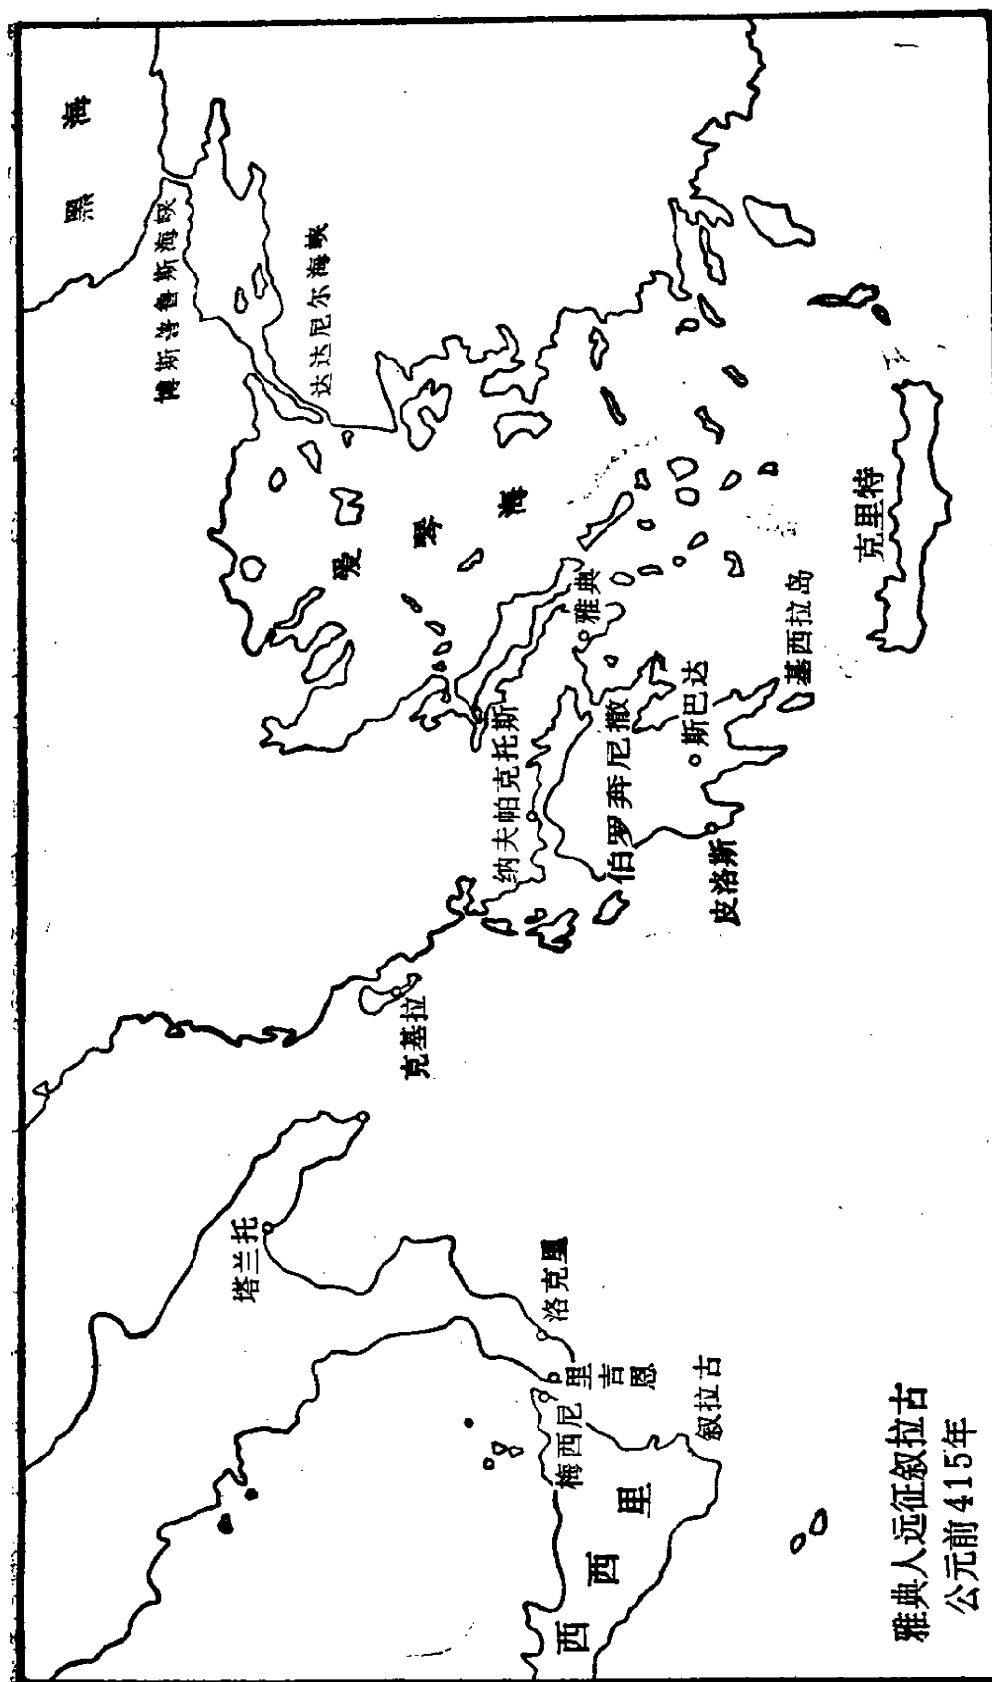 黑海
博斯普鲁斯海峡
达达尼尔海峡
爱琴海
雅典
纳夫帕克托斯
伯罗奔尼撒
斯巴达
皮洛斯
基西拉岛
克里特
克基拉
塔兰托
洛克里
里吉恩
梅西尼
叙拉古
西西里
雅典人远征叙拉古
公元前415年